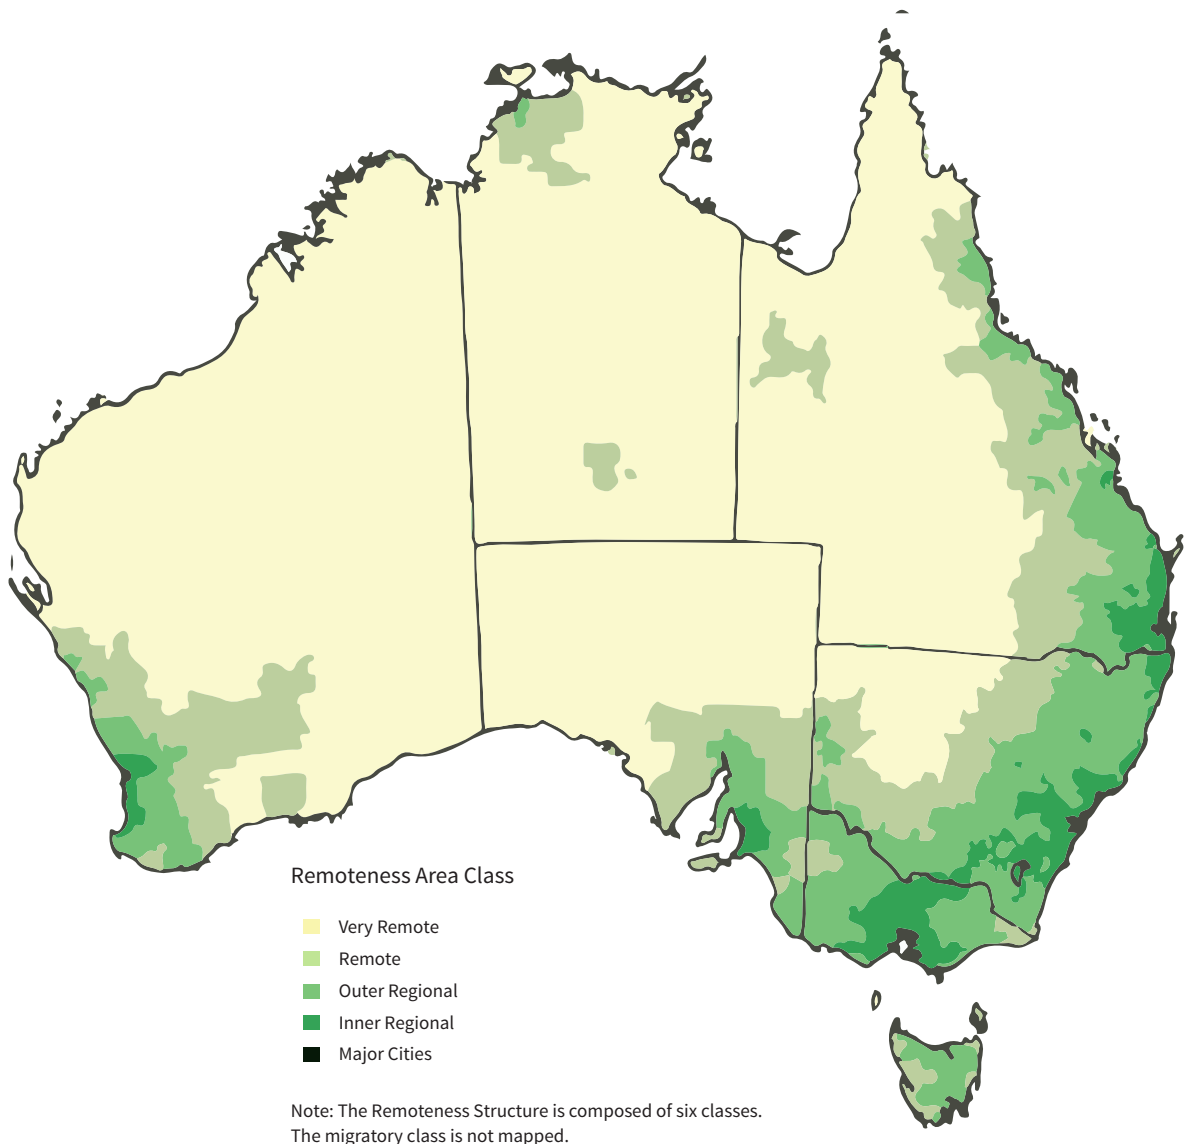 Remoteness Area Class
Very Remote
Remote
Outer Regional
Inner Regional
Major Cities
Note: The Remoteness Structure is composed of six classes.
The migratory class is not mapped.